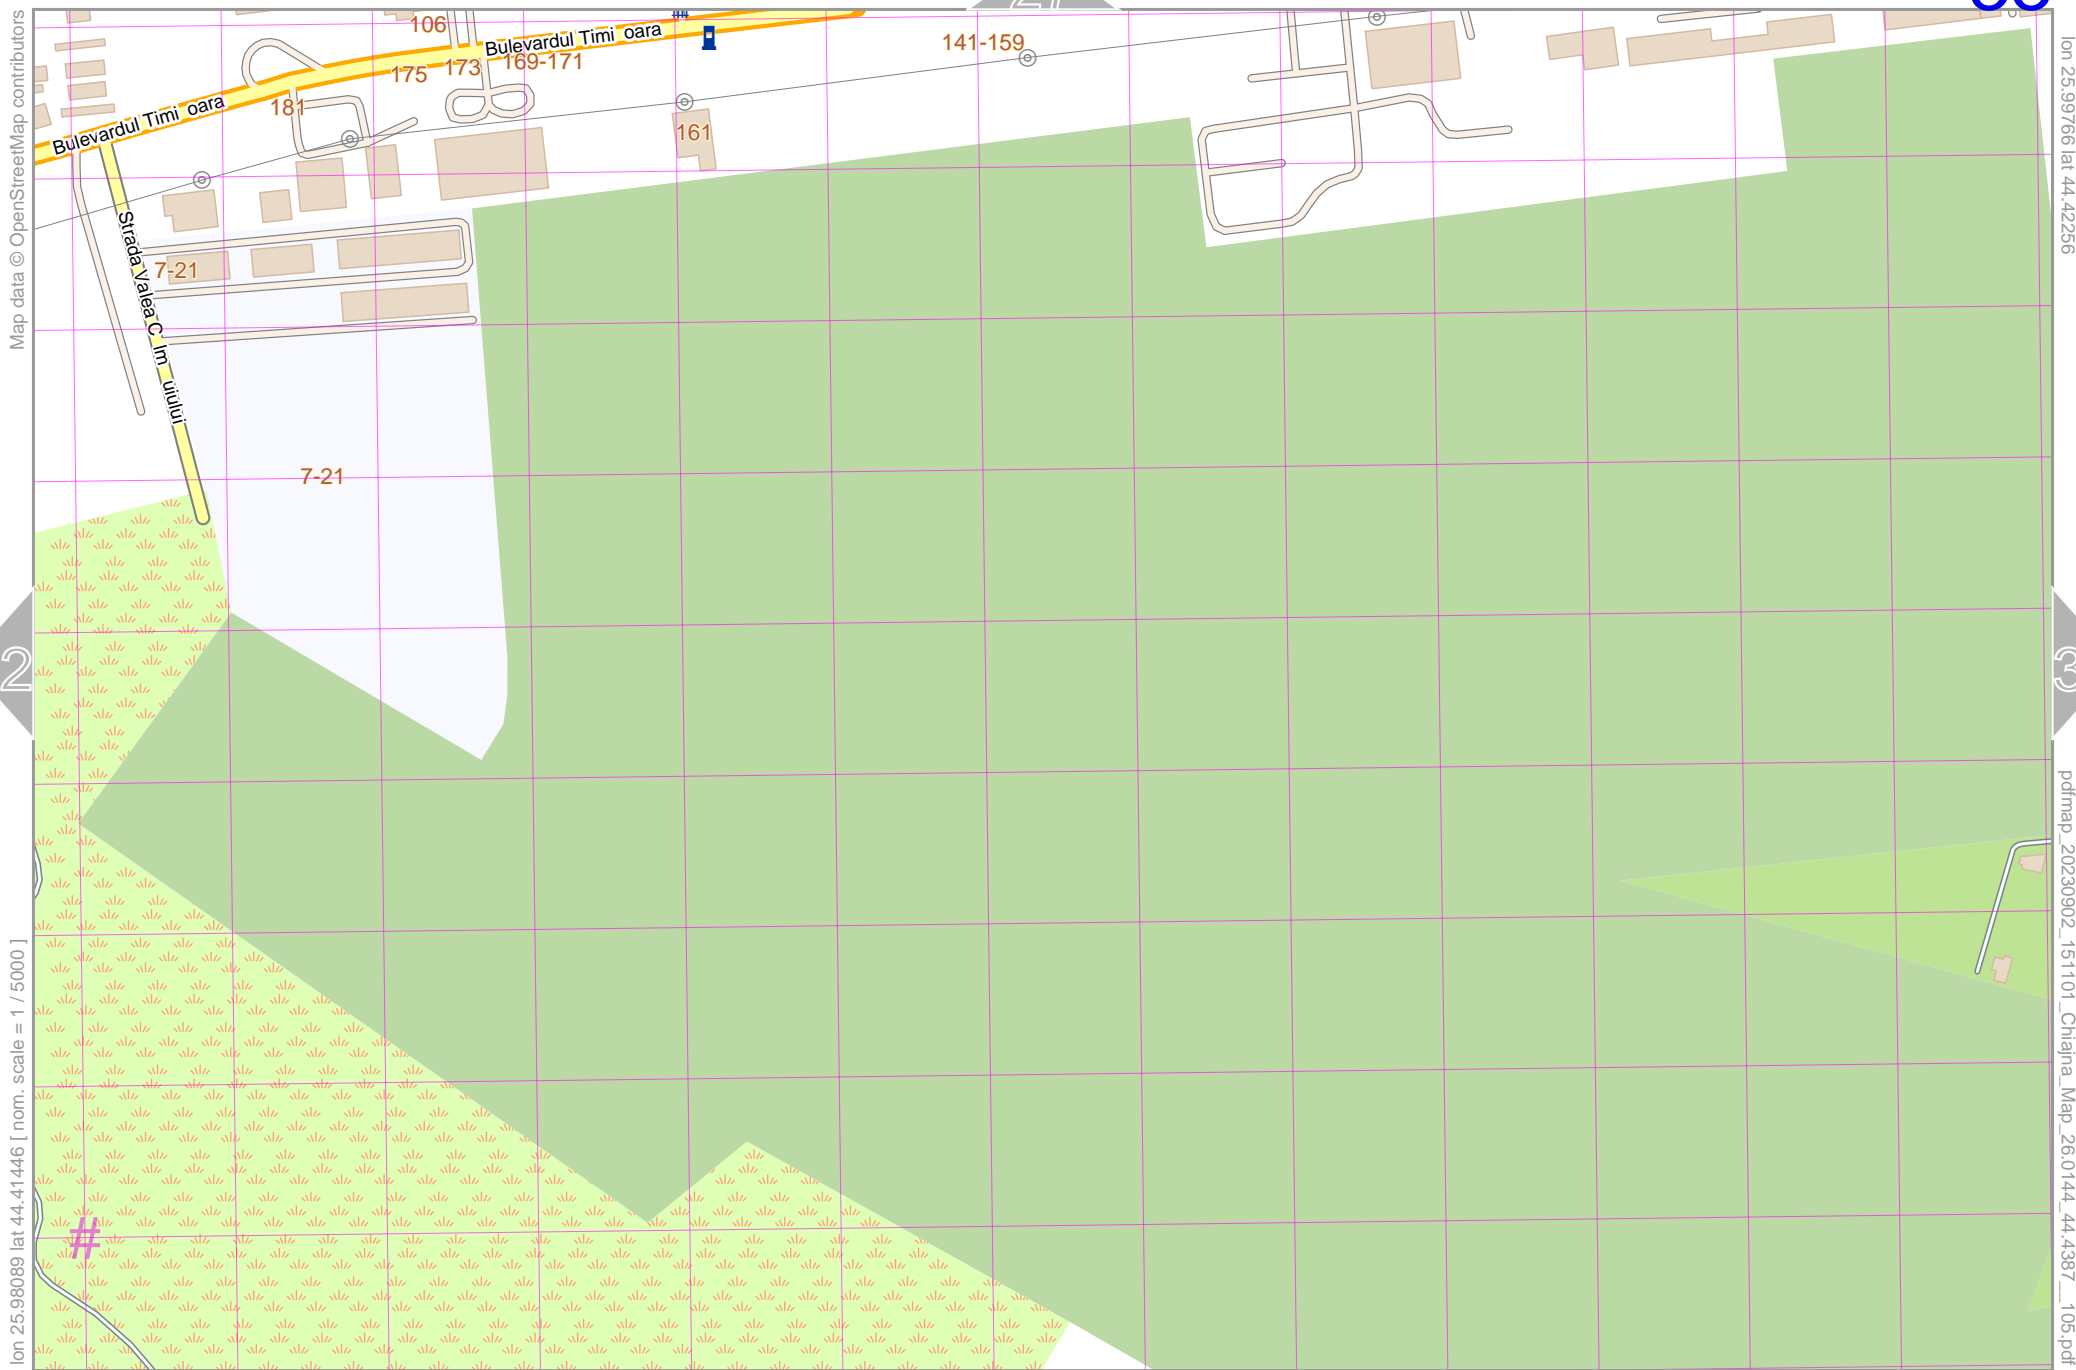 106
Bulevardul Timi oara
141-159
175
173
169-171
Bulevardul Timi oara
181
161
Strada Valea C lm uiului
7-21
7-21
2
3
#
Map data © OpenStreetMap contributors
lon 25.98089 lat 44.41446 [ nom. scale = 1 / 5000 ]
lon 25.99766 lat 44.42256
pdfmap_20230902_151101_Chiajna_Map_26.0144_44.4387__105.pdf